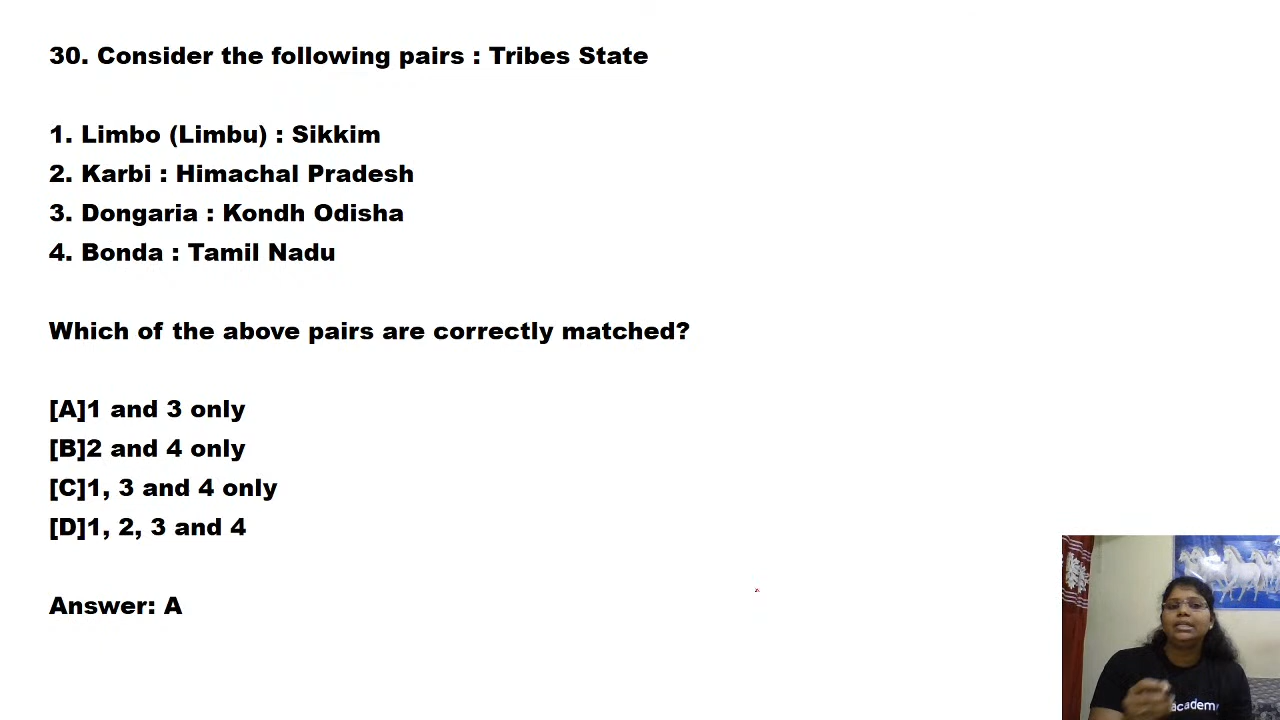 30. Consider the following pairs : Tribes State
1. Limbo (Limbu) : Sikkim
2. Karbi : Himachal Pradesh
3. Dongaria : Kondh Odisha
4. Bonda : Tamil Nadu
Which of the above pairs are correctly matched?
[A]1 and 3 only
[B]2 and 4 only
[C]1, 3 and 4 only
[D]1, 2, 3 and 4
Answer: A
academy